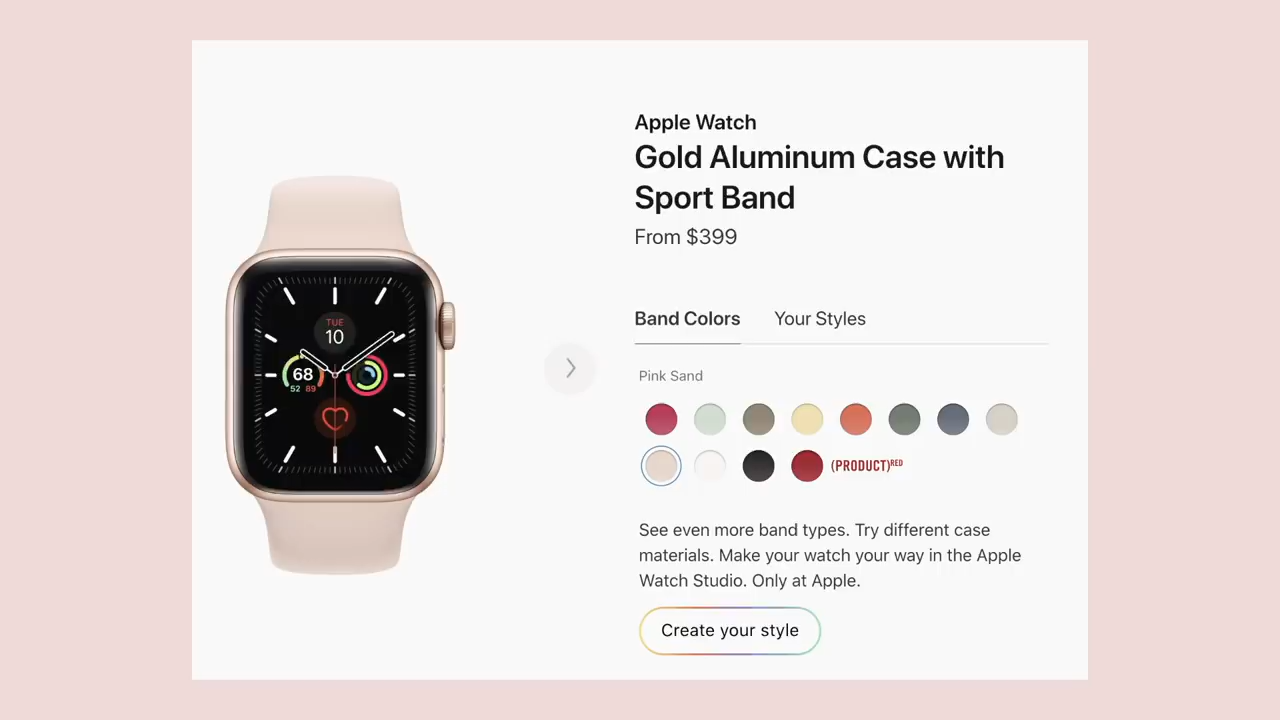 Apple Watch
Gold Aluminum Case with
Sport Band
From $399
Band Colors Your Styles
Pink Sand
(PRODUCT)RED
See even more band types. Try different case
materials. Make your watch your way in the Apple
Watch Studio. Only at Apple.
Create your style
TUE
10
68
52 89